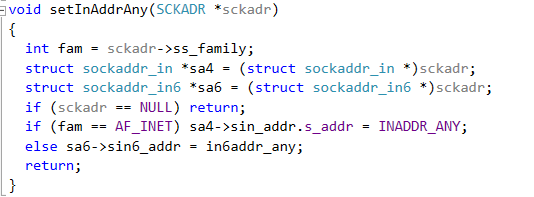 void setInAddrAny(SCKADR *sckadr)
{
int fam = sckadr->ss_family;
struct sockaddr_in *sa4 = (struct sockaddr_in *)sckadr;
struct sockaddr_in6 *sa6 = (struct sockaddr_in6 *)sckadr;
if (sckadr == NULL) return;
if (fam == AF_INET) sa4->sin_addr.s_addr = INADDR_ANY;
else sa6->sin6_addr = in6addr_any;
return;
}